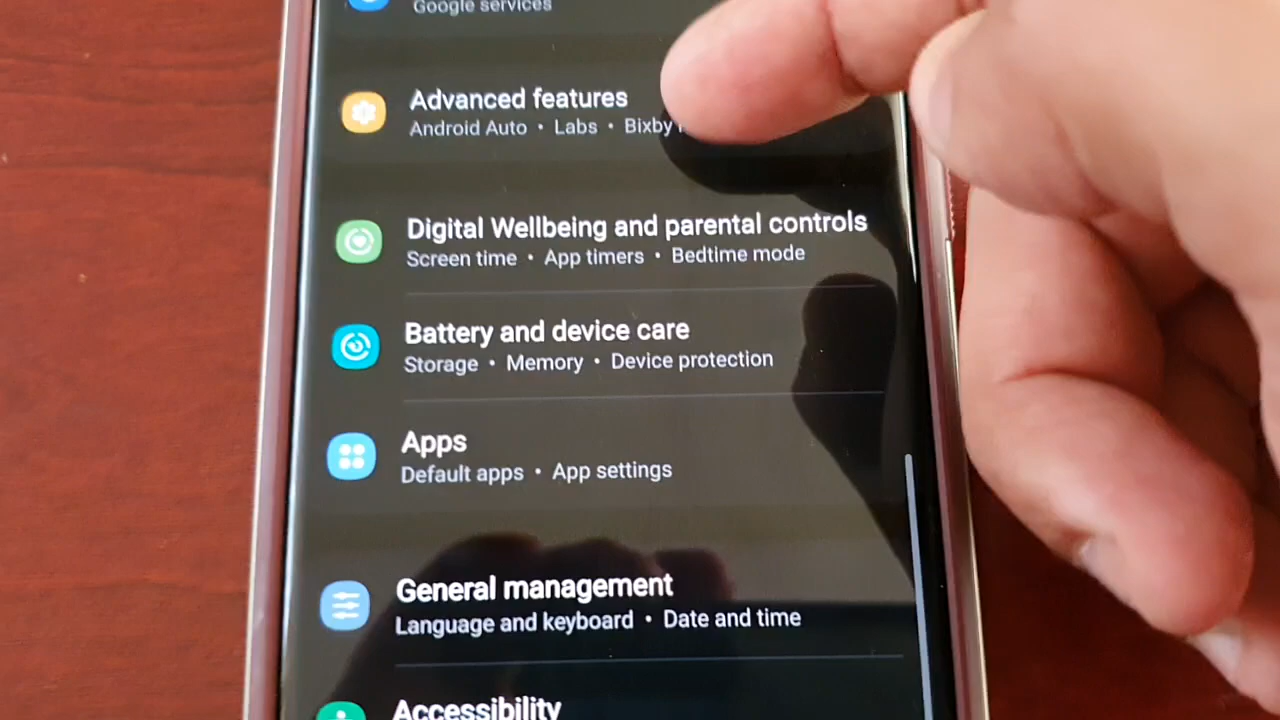 Google services
Advanced features
Android Auto • Labs • Bixby
Digital Wellbeing and parental controls
Screen time • App timers • Bedtime mode
Battery and device care
Storage • Memory • Device protection
Apps
Default apps • App settings
General management
Language and keyboard • Date and time
Accessibility